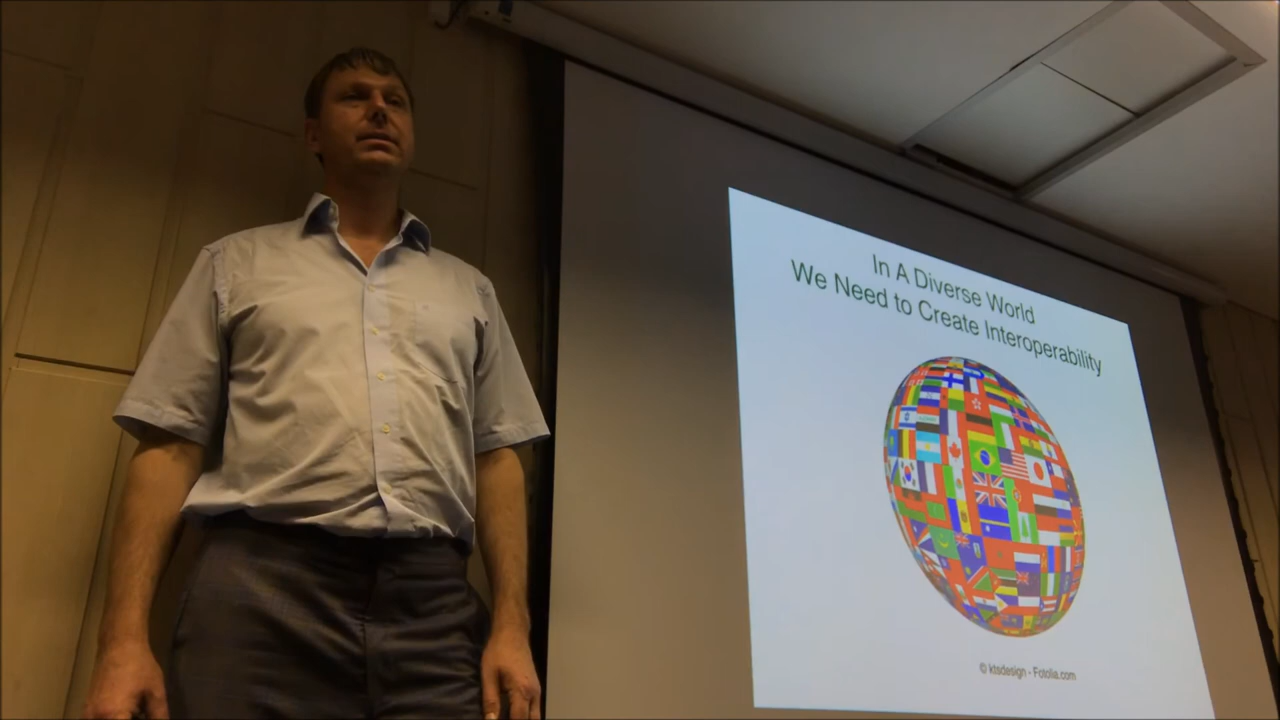 In A Diverse World
We Need to Create Interoperability
© ktsdesign - Fotolia.com